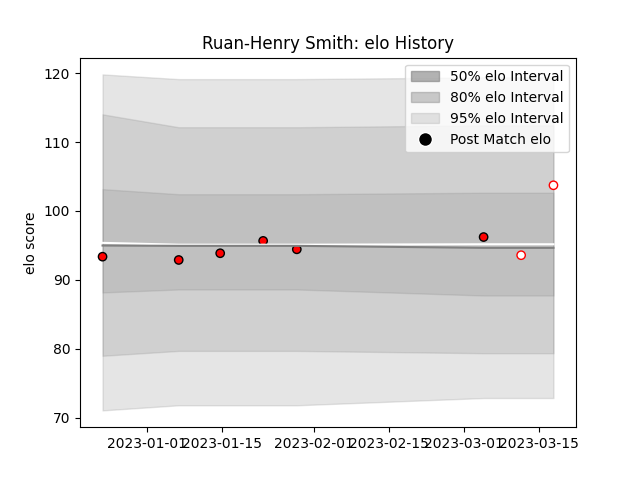 Ruan-Henry Smith: elo History
50% elo Interval
80% elo Interval
95% elo Interval
Post Match elo
elo score
120
110
100
90
80
70
2023-01-01 2023-01-15 2023-02-01 2023-02-15 2023-03-01 2023-03-15